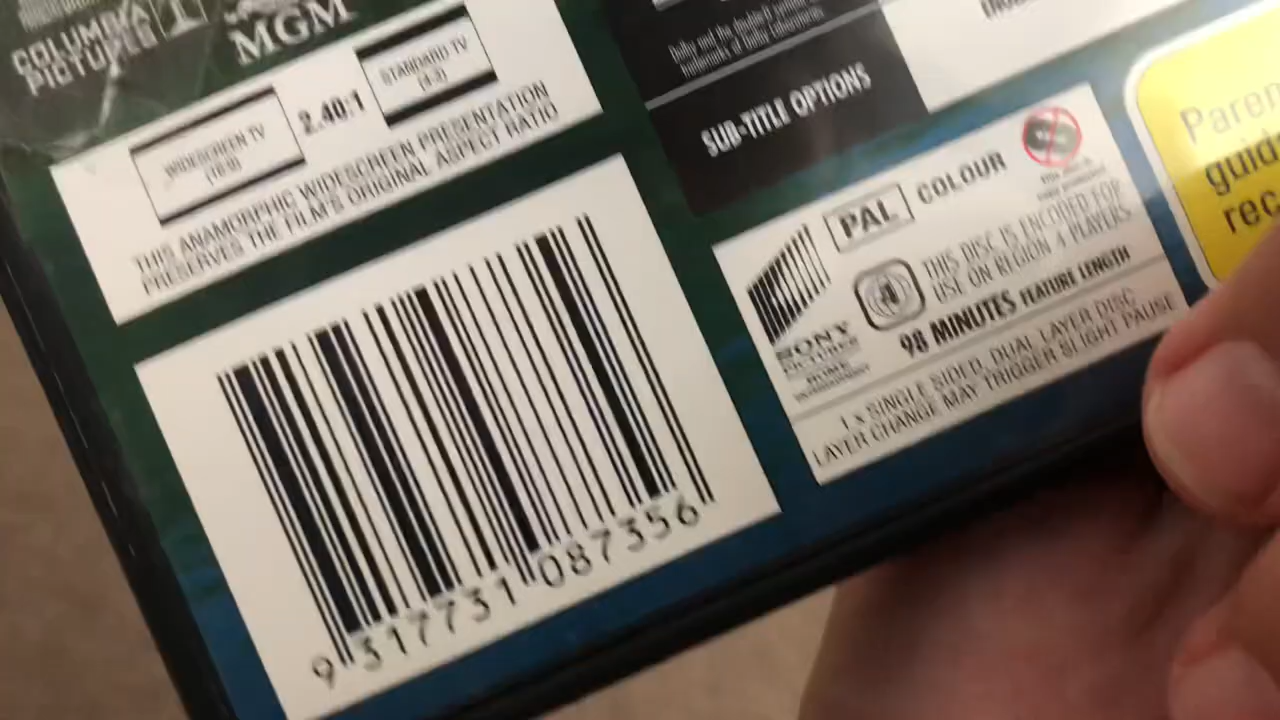 COLUMBIA
PICTURES
MGM
WIDESCREEN TV
(16:9)
2.40:1
STANDARD TV
(4:3)
THIS ANAMORPHIC WIDESCREEN PRESENTATION
PRESERVES THE FILM'S ORIGINAL ASPECT RATIO
9 317731 087356
SUB-TITLE OPTIONS
PAL COLOUR
THIS DISC IS ENCODED FOR
USE ON REGION 4 PLAYERS
98 MINUTES FEATURE LENGTH
SONY
PICTURES
HOME
ENTERTAINMENT
1 x SINGLE SIDED, DUAL LAYER DISC.
LAYER CHANGE MAY TRIGGER SLIGHT PAUSE
Paren
guid
rec